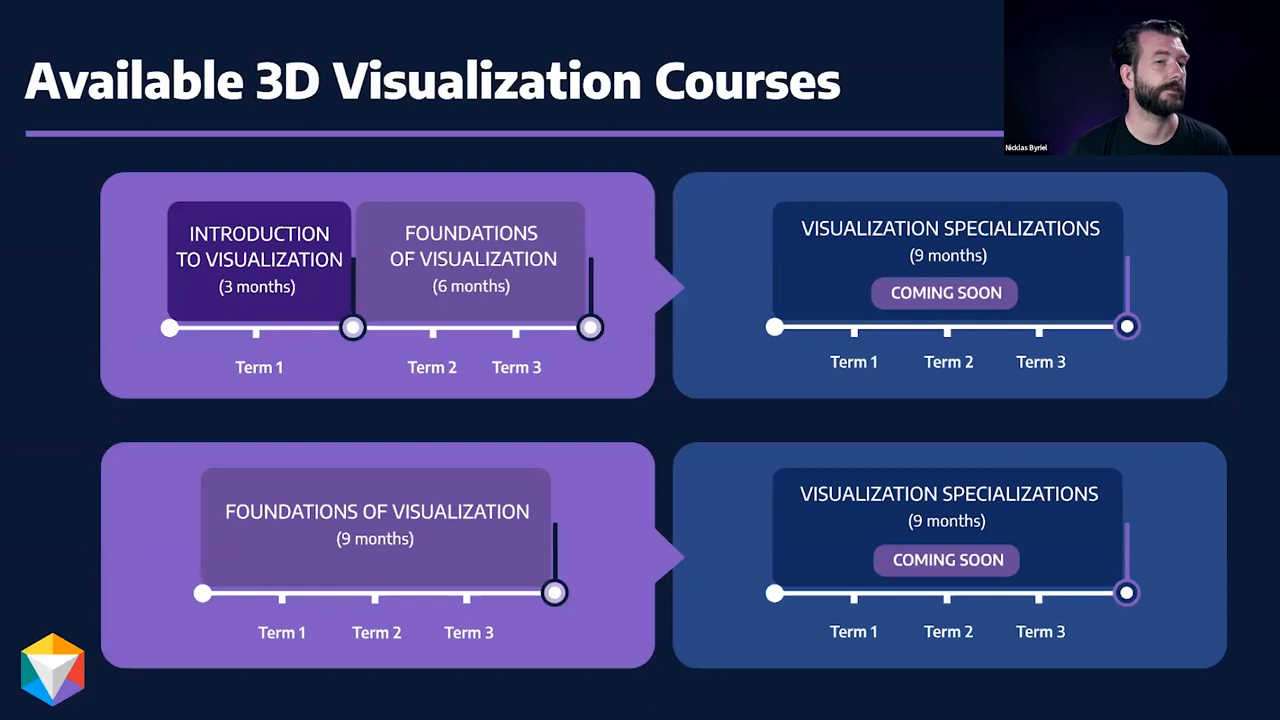 Available 3D Visualization Courses
Nicklas Byriel
INTRODUCTION
TO VISUALIZATION
(3 months)
FOUNDATIONS
OF VISUALIZATION
(6 months)
Term 1
Term 2
Term 3
VISUALIZATION SPECIALIZATIONS
(9 months)
COMING SOON
Term 1
Term 2
Term 3
FOUNDATIONS OF VISUALIZATION
(9 months)
Term 1
Term 2
Term 3
VISUALIZATION SPECIALIZATIONS
(9 months)
COMING SOON
Term 1
Term 2
Term 3